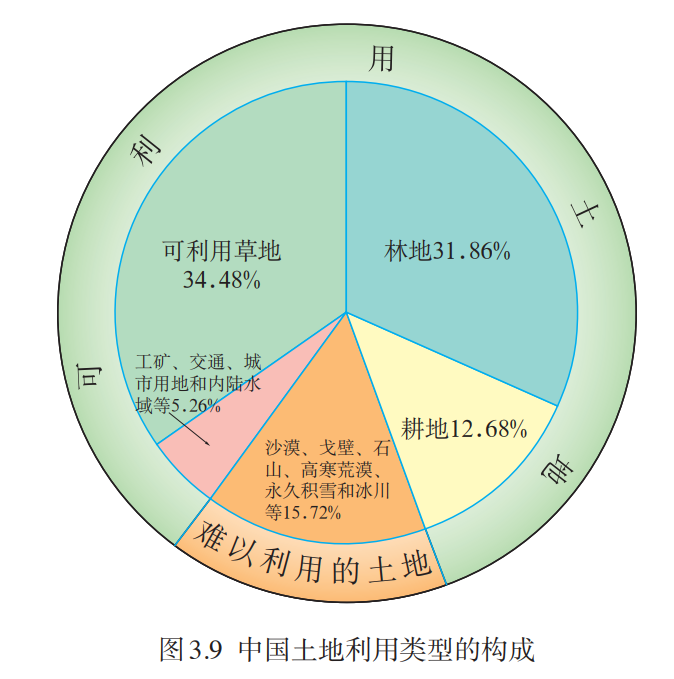 可利用土地
林地31.86%
可利用草地
34.48%
工矿、交通、城
市用地和内陆水
域等5.26%
耕地12.68%
沙漠、戈壁、石
山、高寒荒漠、
永久积雪和冰川
等15.72%
难以利用的土地
图3.9 中国土地利用类型的构成